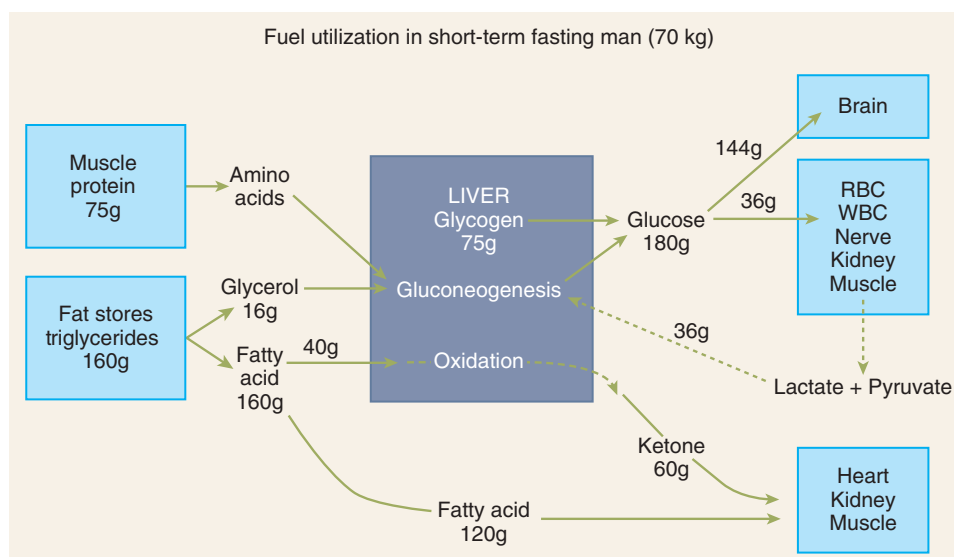 Fuel utilization in short-term fasting man (70 kg)
Muscle
protein
75g
Amino
acids
Fat stores
triglycerides
160g
Glycerol
16g
Fatty
acid
160g
40g
LIVER
Glycogen
75g
Gluconeogenesis
Oxidation
Glucose
180g
144g
Brain
36g
RBC
WBC
Nerve
Kidney
Muscle
36g
Lactate + Pyruvate
Ketone
60g
Fatty acid
120g
Heart
Kidney
Muscle